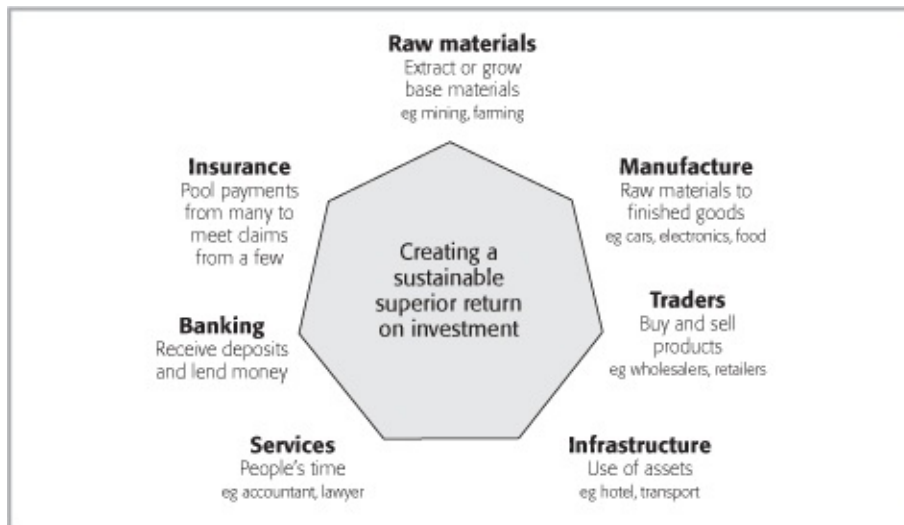 Raw materials
Extract or grow
base materials
eg mining, farming
Manufacture
Raw materials to
finished goods
eg cars, electronics, food
Traders
Buy and sell
products
eg wholesalers, retailers
Infrastructure
Use of assets
eg hotel, transport
Services
People's time
eg accountant, lawyer
Banking
Receive deposits
and lend money
Insurance
Pool payments
from many to
meet claims
from a few
Creating a
sustainable
superior return
on investment